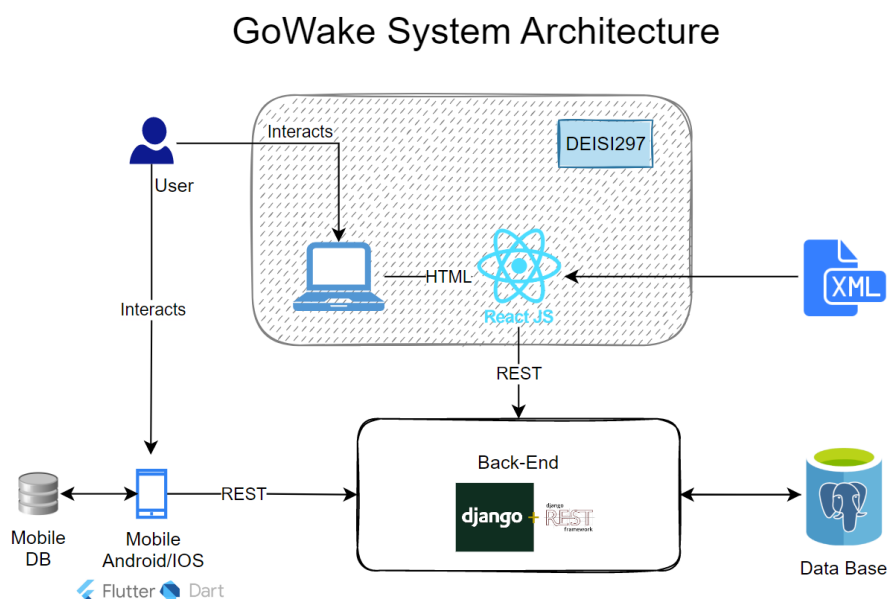 GoWake System Architecture
Interacts
DEISI297
User
HTML
React JS
XML
Interacts
REST
Back-End
django
+
django
REST
framework
REST
Mobile
DB
Mobile
Android/IOS
Flutter
Dart
Data Base